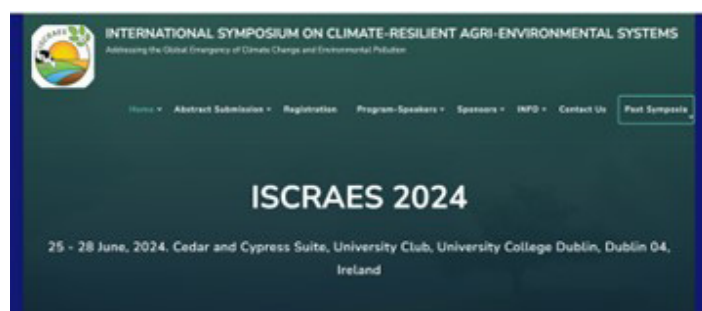 ISCRAES
INTERNATIONAL SYMPOSIUM ON CLIMATE-RESILIENT AGRI-ENVIRONMENTAL SYSTEMS
Addressing the Global Emergency of Climate Change and Environmental Pollution
Home Abstract Submission Registration Program-Speakers Sponsors INFO Contact Us Past Symposia
ISCRAES 2024
25 - 28 June, 2024. Cedar and Cypress Suite, University Club, University College Dublin, Dublin 04,
Ireland